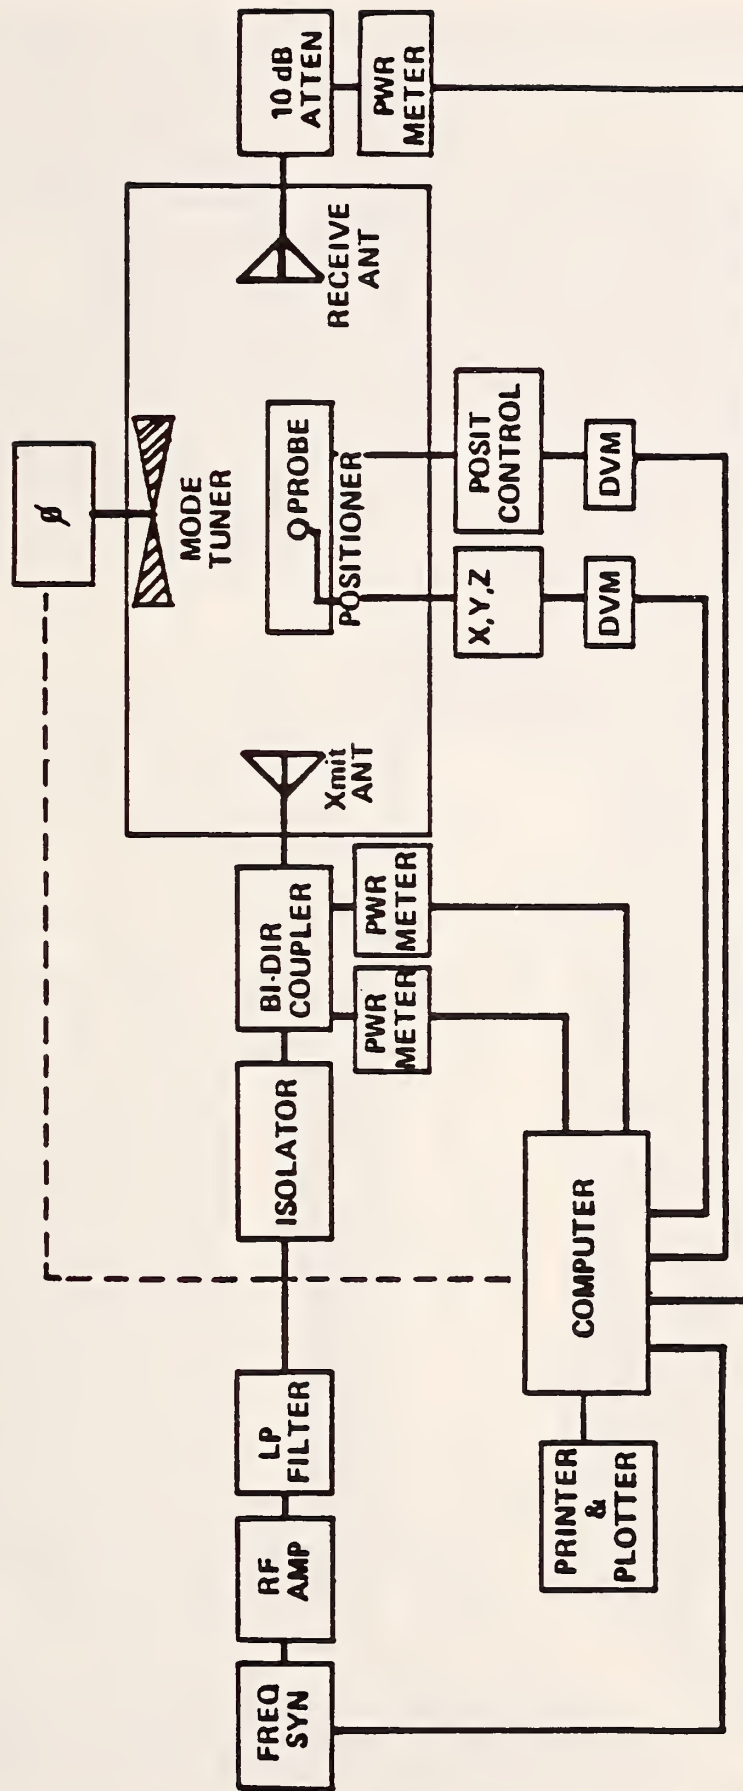 ø
MODE
TUNER
10 dB
ATTEN
PWR
METER
RECEIVE
ANT
PROBE
POSITIONER
Xmit
ANT
FREQ
SYN
RF
AMP
LP
FILTER
ISOLATOR
BI-DIR
COUPLER
PWR
METER
PWR
METER
X,Y,Z
POSIT
CONTROL
DVM
DVM
COMPUTER
PRINTER
&
PLOTTER